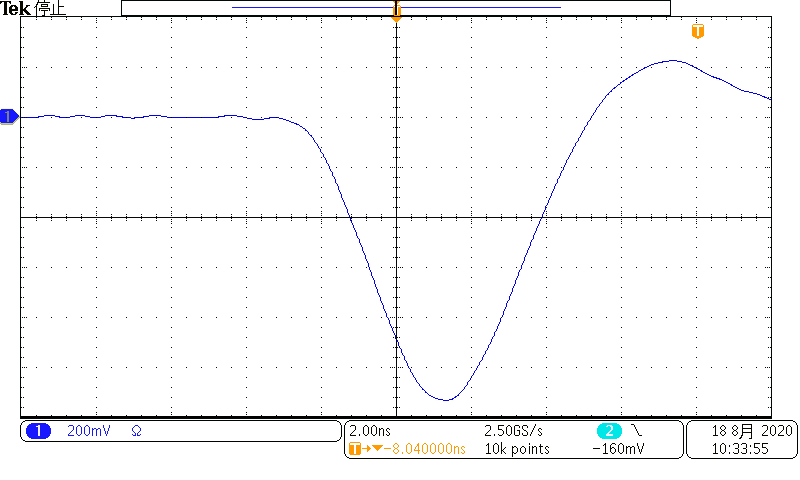 Tek 停止
T
T
1
1 200mV Ω
2.00ns 2.50GS/s 2 -160mV
T→▼-8.040000ns 10k points
18 8月 2020
10:33:55